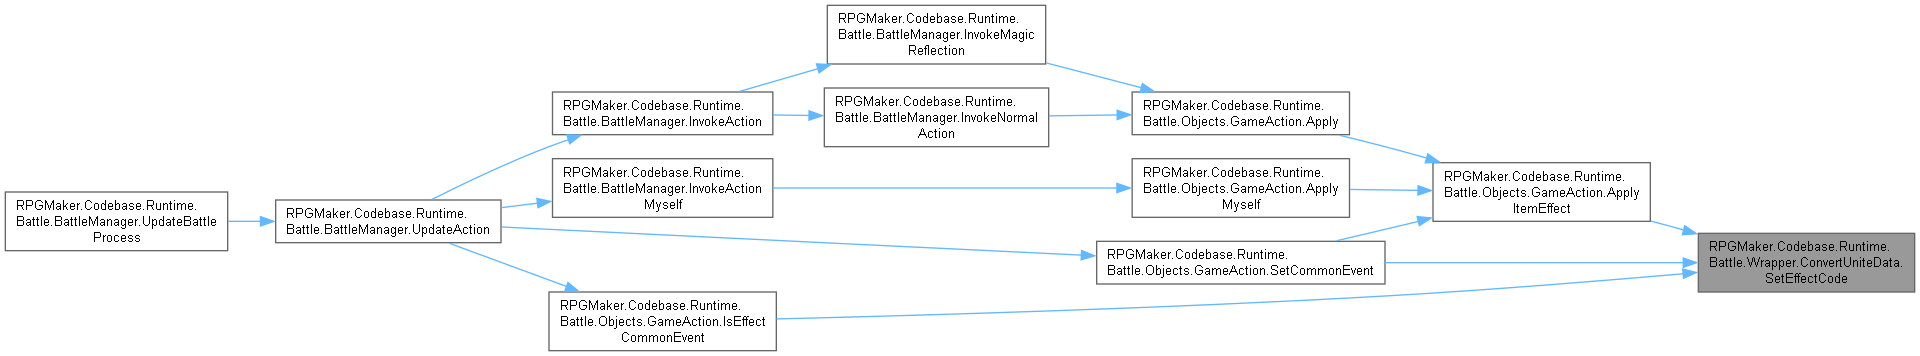 RPGMaker.Codebase.Runtime.
Battle.BattleManager.UpdateBattle
Process
RPGMaker.Codebase.Runtime.
Battle.BattleManager.UpdateAction
RPGMaker.Codebase.Runtime.
Battle.BattleManager.InvokeAction
RPGMaker.Codebase.Runtime.
Battle.BattleManager.InvokeAction
Myself
RPGMaker.Codebase.Runtime.
Battle.Objects.GameAction.IsEffect
CommonEvent
RPGMaker.Codebase.Runtime.
Battle.BattleManager.InvokeMagic
Reflection
RPGMaker.Codebase.Runtime.
Battle.BattleManager.InvokeNormal
Action
RPGMaker.Codebase.Runtime.
Battle.Objects.GameAction.Apply
RPGMaker.Codebase.Runtime.
Battle.Objects.GameAction.Apply
Myself
RPGMaker.Codebase.Runtime.
Battle.Objects.GameAction.SetCommonEvent
RPGMaker.Codebase.Runtime.
Battle.Objects.GameAction.Apply
ItemEffect
RPGMaker.Codebase.Runtime.
Battle.Wrapper.ConvertUniteData.
SetEffectCode